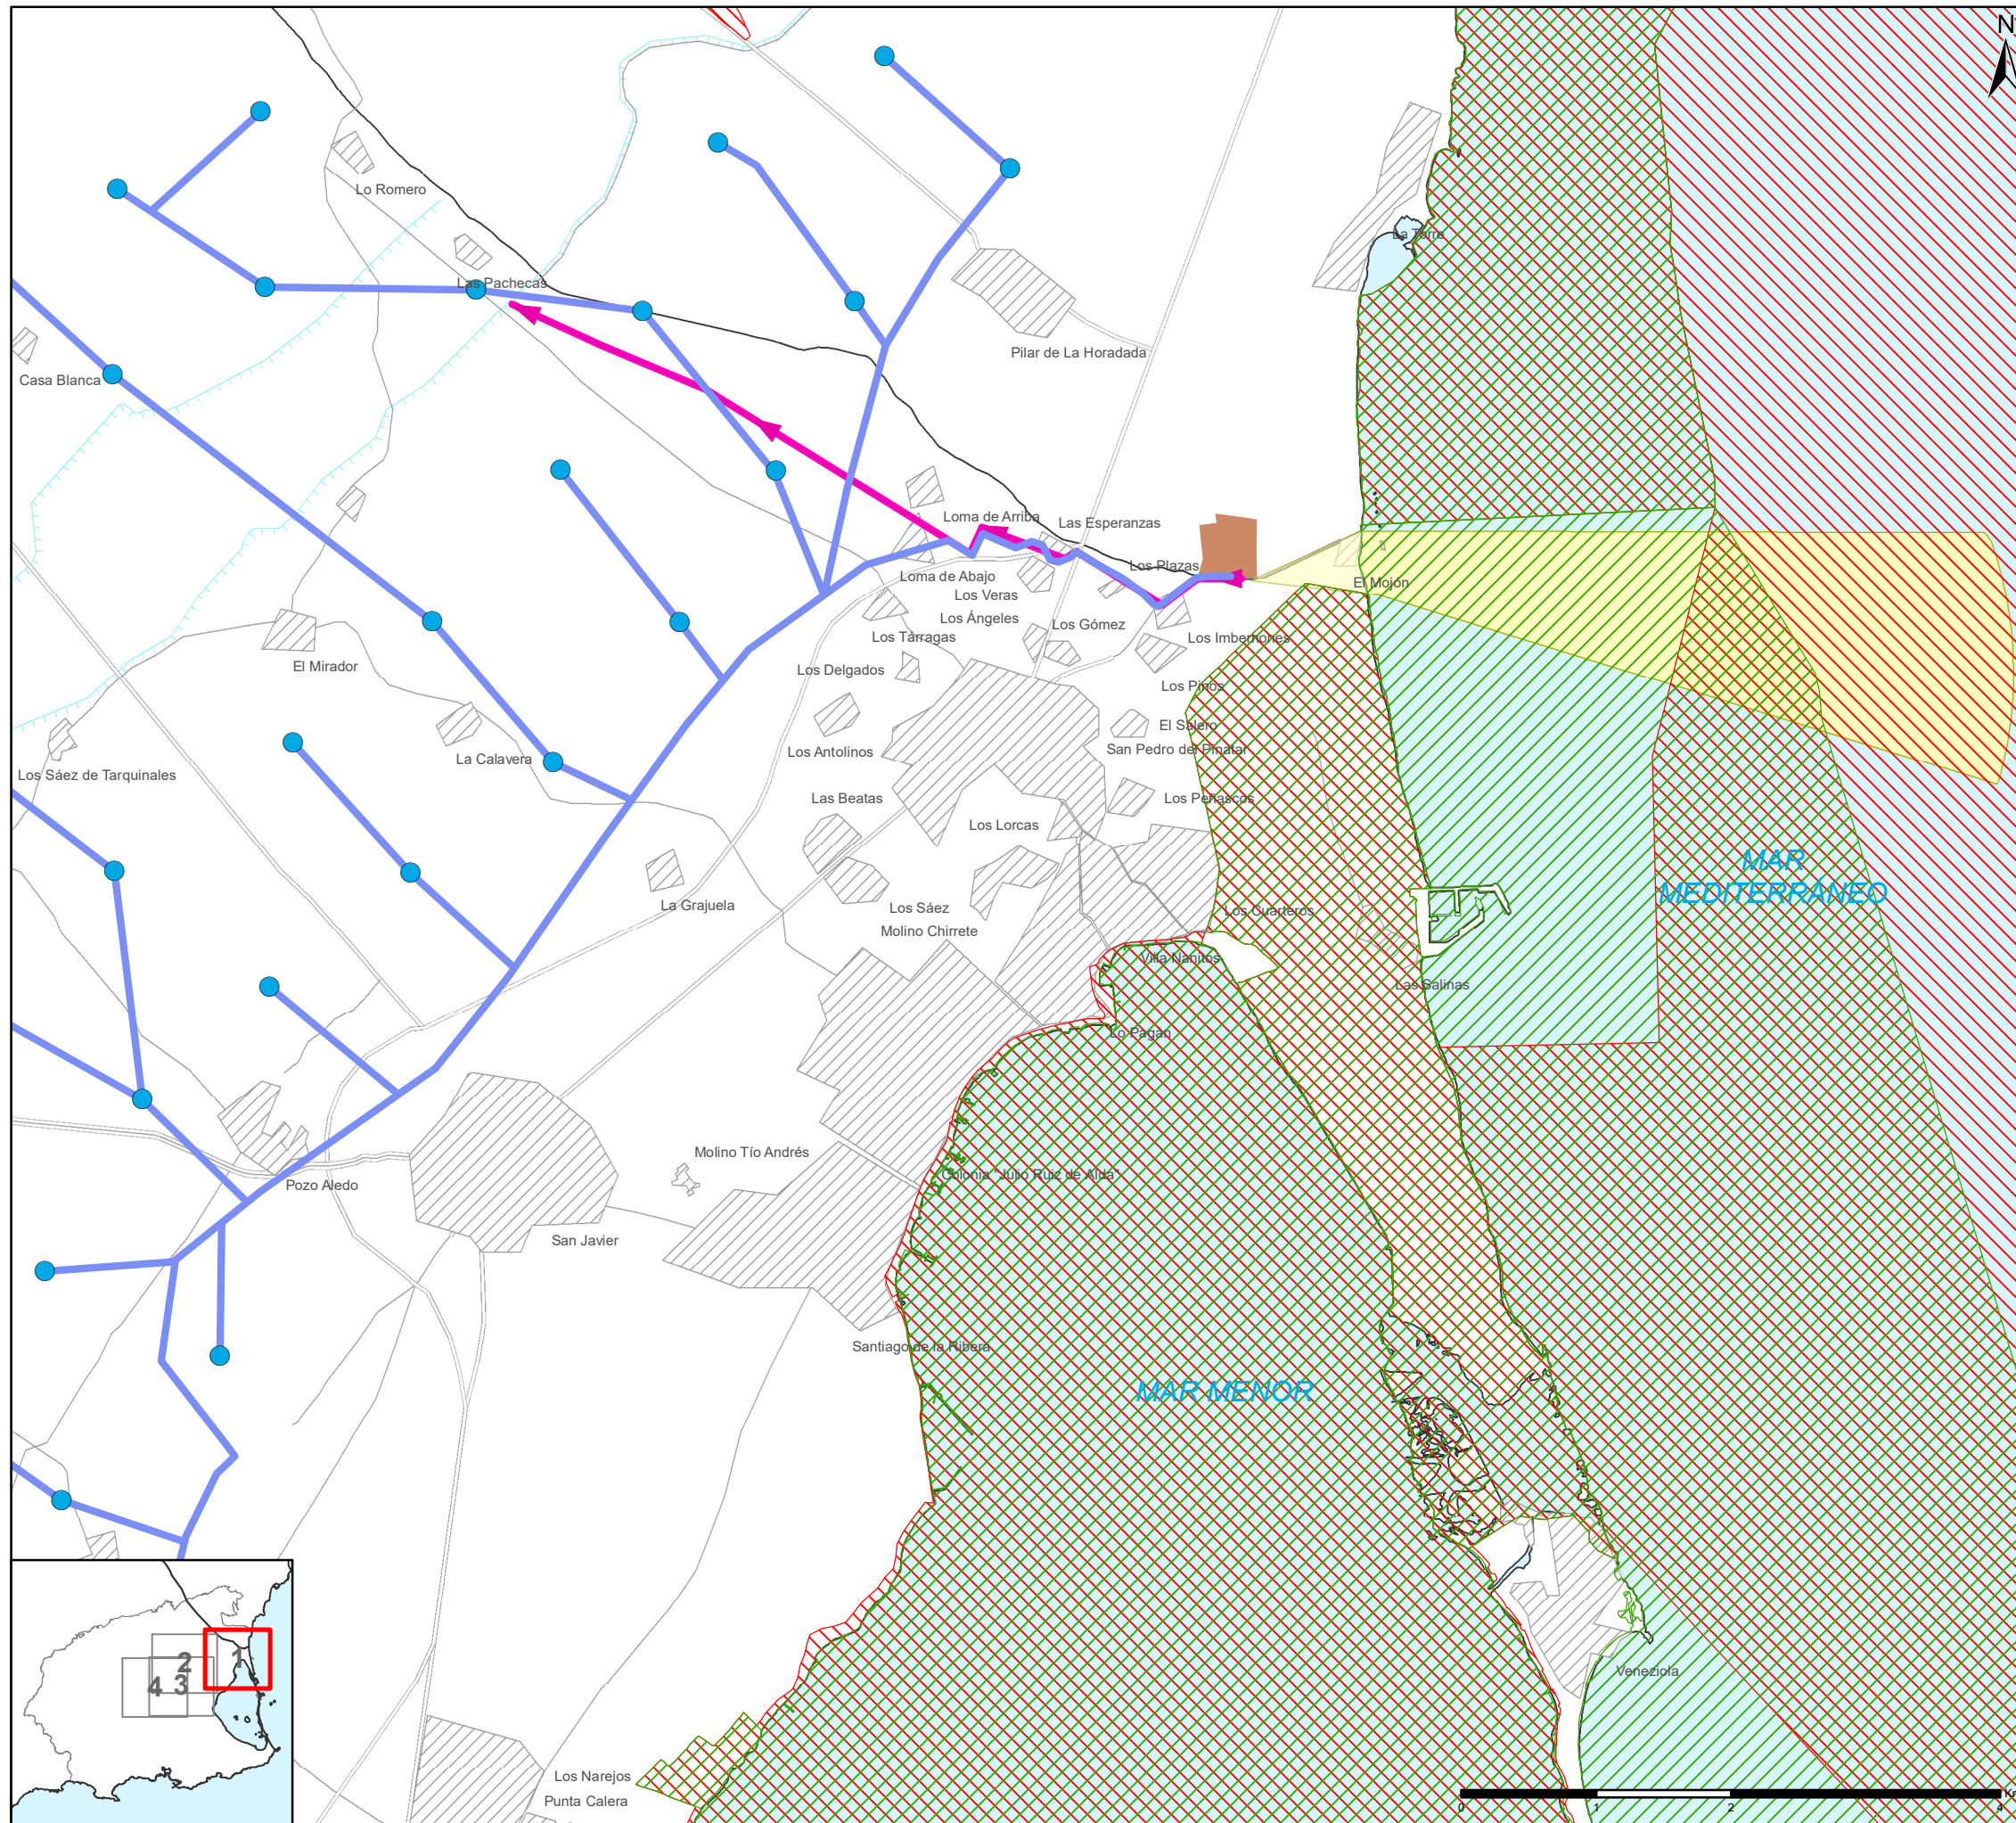 N
Lo Romero
La Torre
Las Pachecas
Pilar de La Horadada
Casa Blanca
Loma de Arriba
Las Esperanzas
Los Plazas
Loma de Abajo
El Mojón
Los Veras
Los Ángeles
Los Gómez
Los Tárragas
Los Imbernones
El Mirador
Los Delgados
Los Pinos
El Salero
Los Antolinos
San Pedro del Pinatar
La Calavera
Los Sáez de Tarquinales
Las Beatas
Los Peñascos
Los Lorcas
MAR
MEDITERRANEO
La Grajuela
Los Sáez
Los Cuarteros
Molino Chirrete
Villa Nanitos
Las Salinas
Lo Pagán
Molino Tío Andrés
Colonia "Julio Ruiz de Alda"
Pozo Aledo
San Javier
Santiago de la Ribera
MAR MENOR
1
2
3
4
Veneziola
Los Narejos
Punta Calera
0 1 2 4
Km